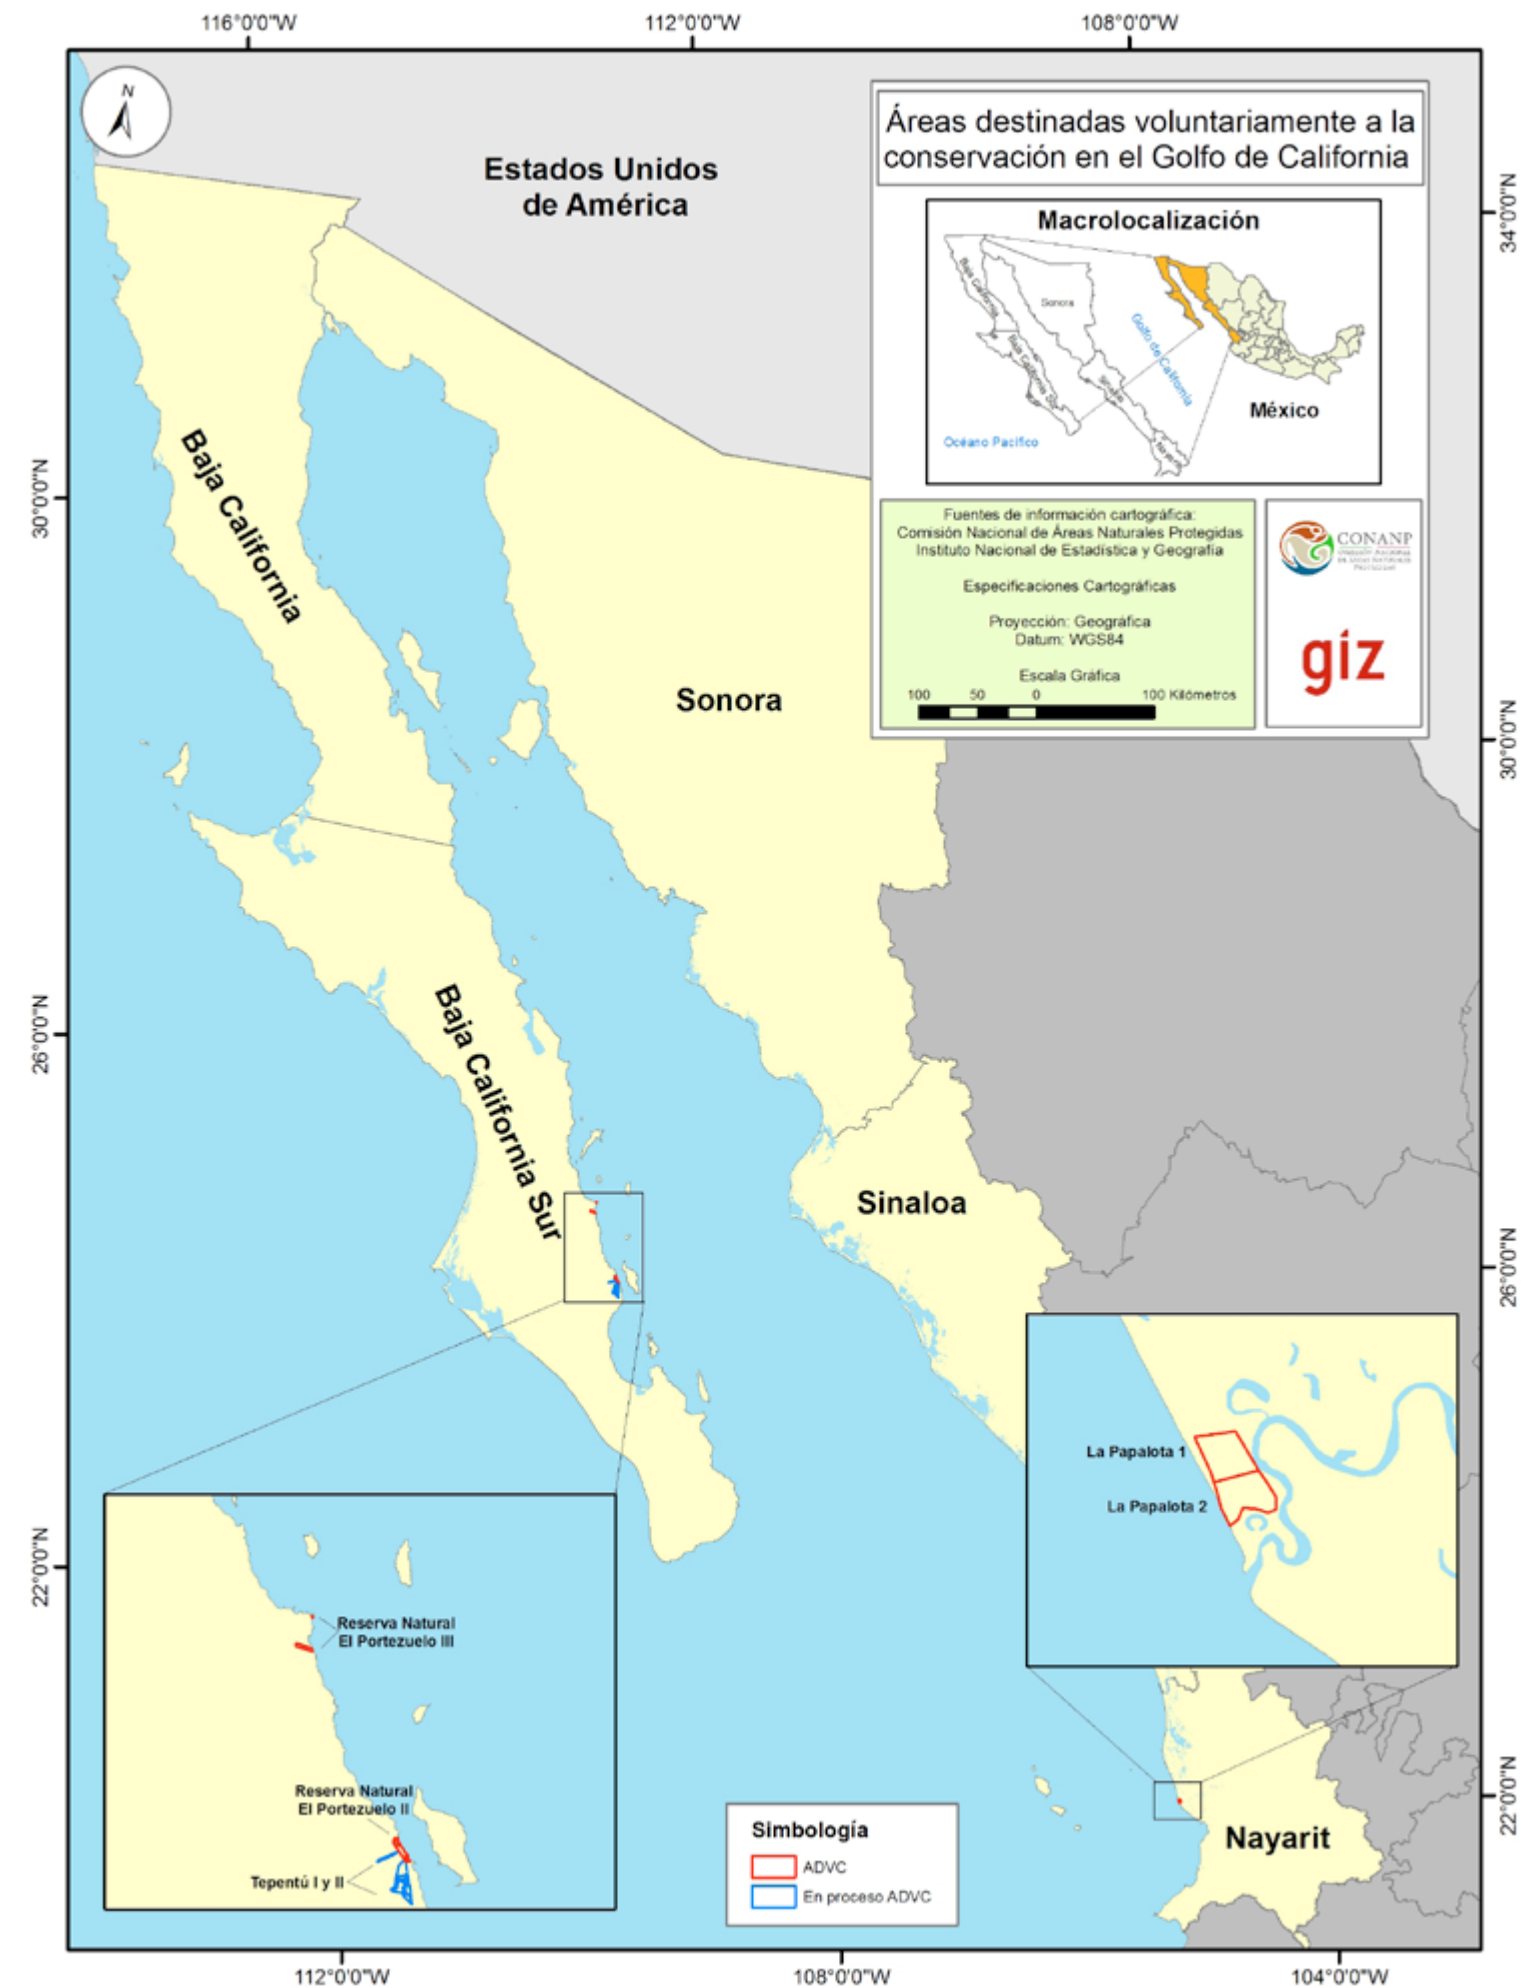 116°0'0"W
112°0'0"W
108°0'0"W
N
Estados Unidos
de América
Áreas destinadas voluntariamente a la
conservación en el Golfo de California
Macrolocalización
Baja California
Sonora
Golfo de California
Baja California Sur
Sinaloa
México
Océano Pacífico
34°0'0"N
Fuentes de información cartográfica:
Comisión Nacional de Áreas Naturales Protegidas
Instituto Nacional de Estadística y Geografía
Especificaciones Cartográficas
Proyección: Geográfica
Datum: WGS84
Escala Gráfica
100 50 0 100 Kilómetros
CONANP
giz
30°0'0"N
30°0'0"N
Baja California
Sonora
26°0'0"N
Baja California Sur
Sinaloa
26°0'0"N
La Papalota 1
La Papalota 2
22°0'0"N
Reserva Natural
El Portezuelo III
Reserva Natural
El Portezuelo II
Tepentú I y II
22°0'0"N
Nayarit
Simbología
ADVC
En proceso ADVC
112°0'0"W
108°0'0"W
104°0'0"W